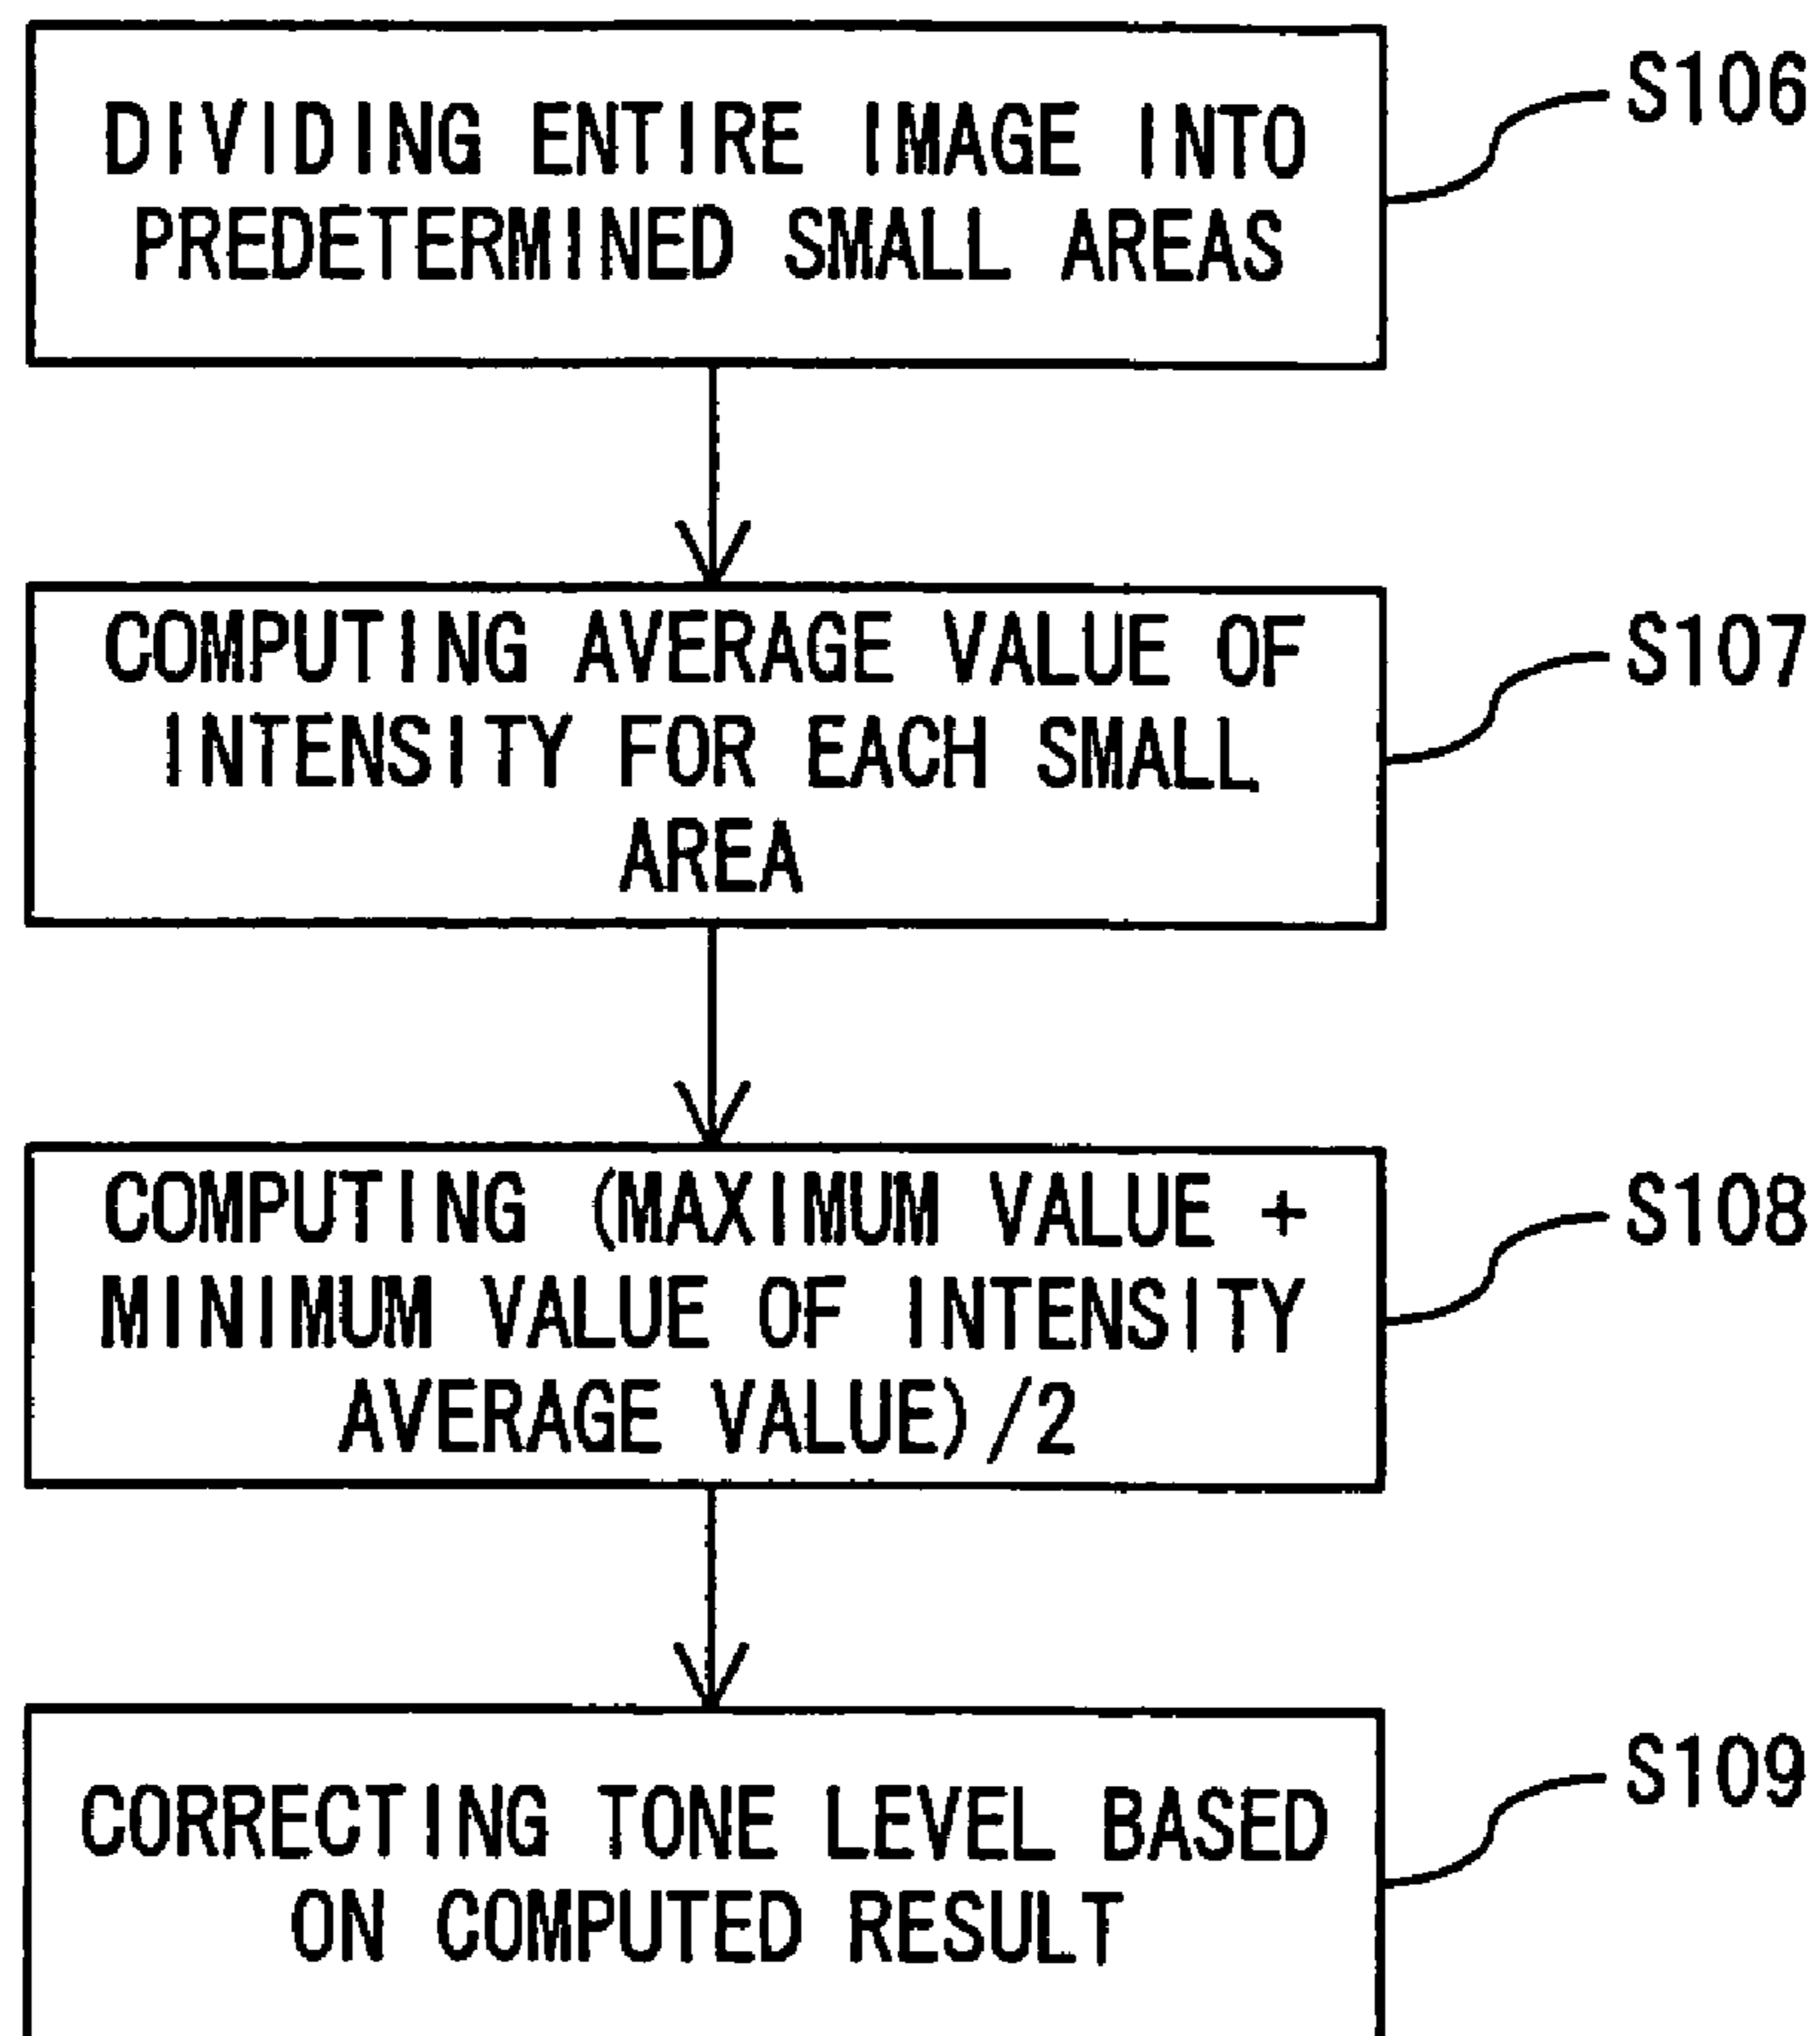 DIVIDING ENTIRE IMAGE INTO
PREDETERMINED SMALL AREAS
S106
COMPUTING AVERAGE VALUE OF
INTENSITY FOR EACH SMALL
AREA
S107
COMPUTING (MAXIMUM VALUE +
MINIMUM VALUE OF INTENSITY
AVERAGE VALUE)/2
S108
CORRECTING TONE LEVEL BASED
ON COMPUTED RESULT
S109